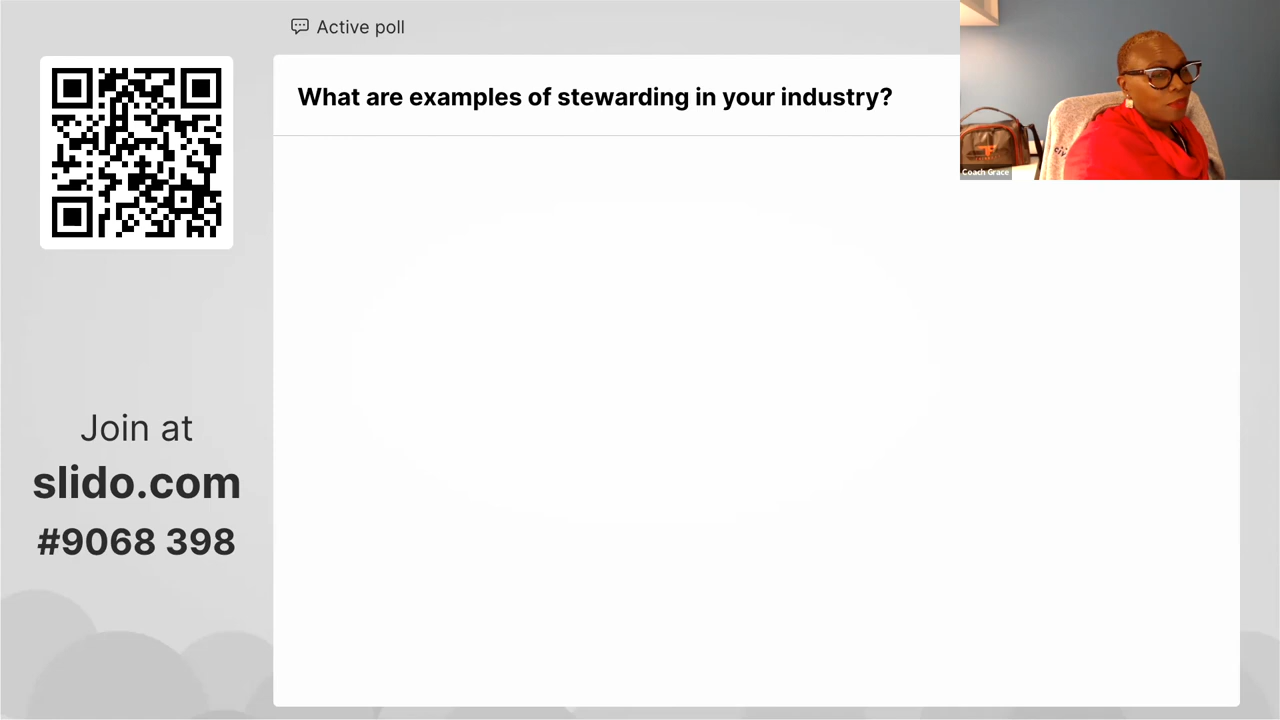 Active poll
What are examples of stewarding in your industry?
Coach Grace
Join at
slido.com
#9068 398